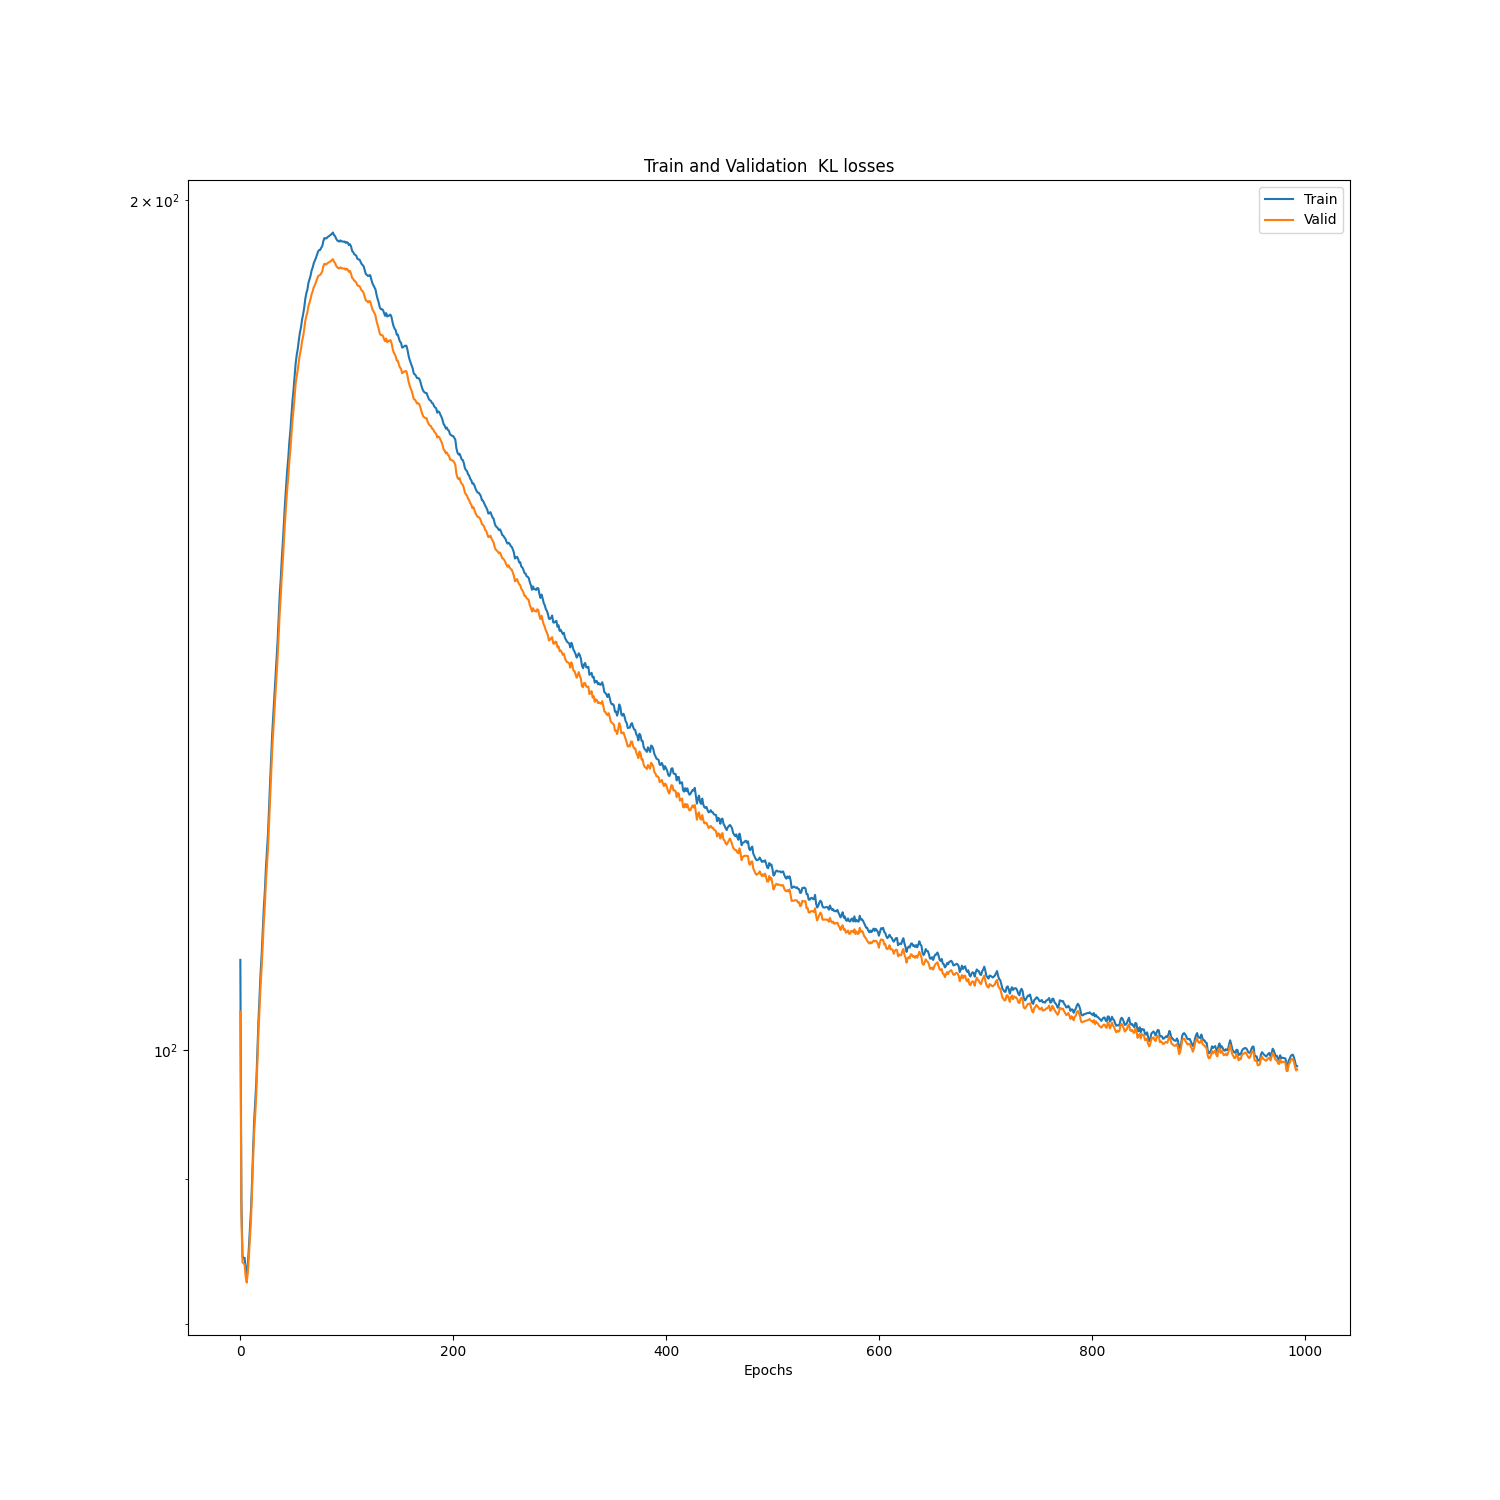 Train and Validation  KL losses
2 × 10²
Train
Valid
10²
0 200 400 600 800 1000
Epochs